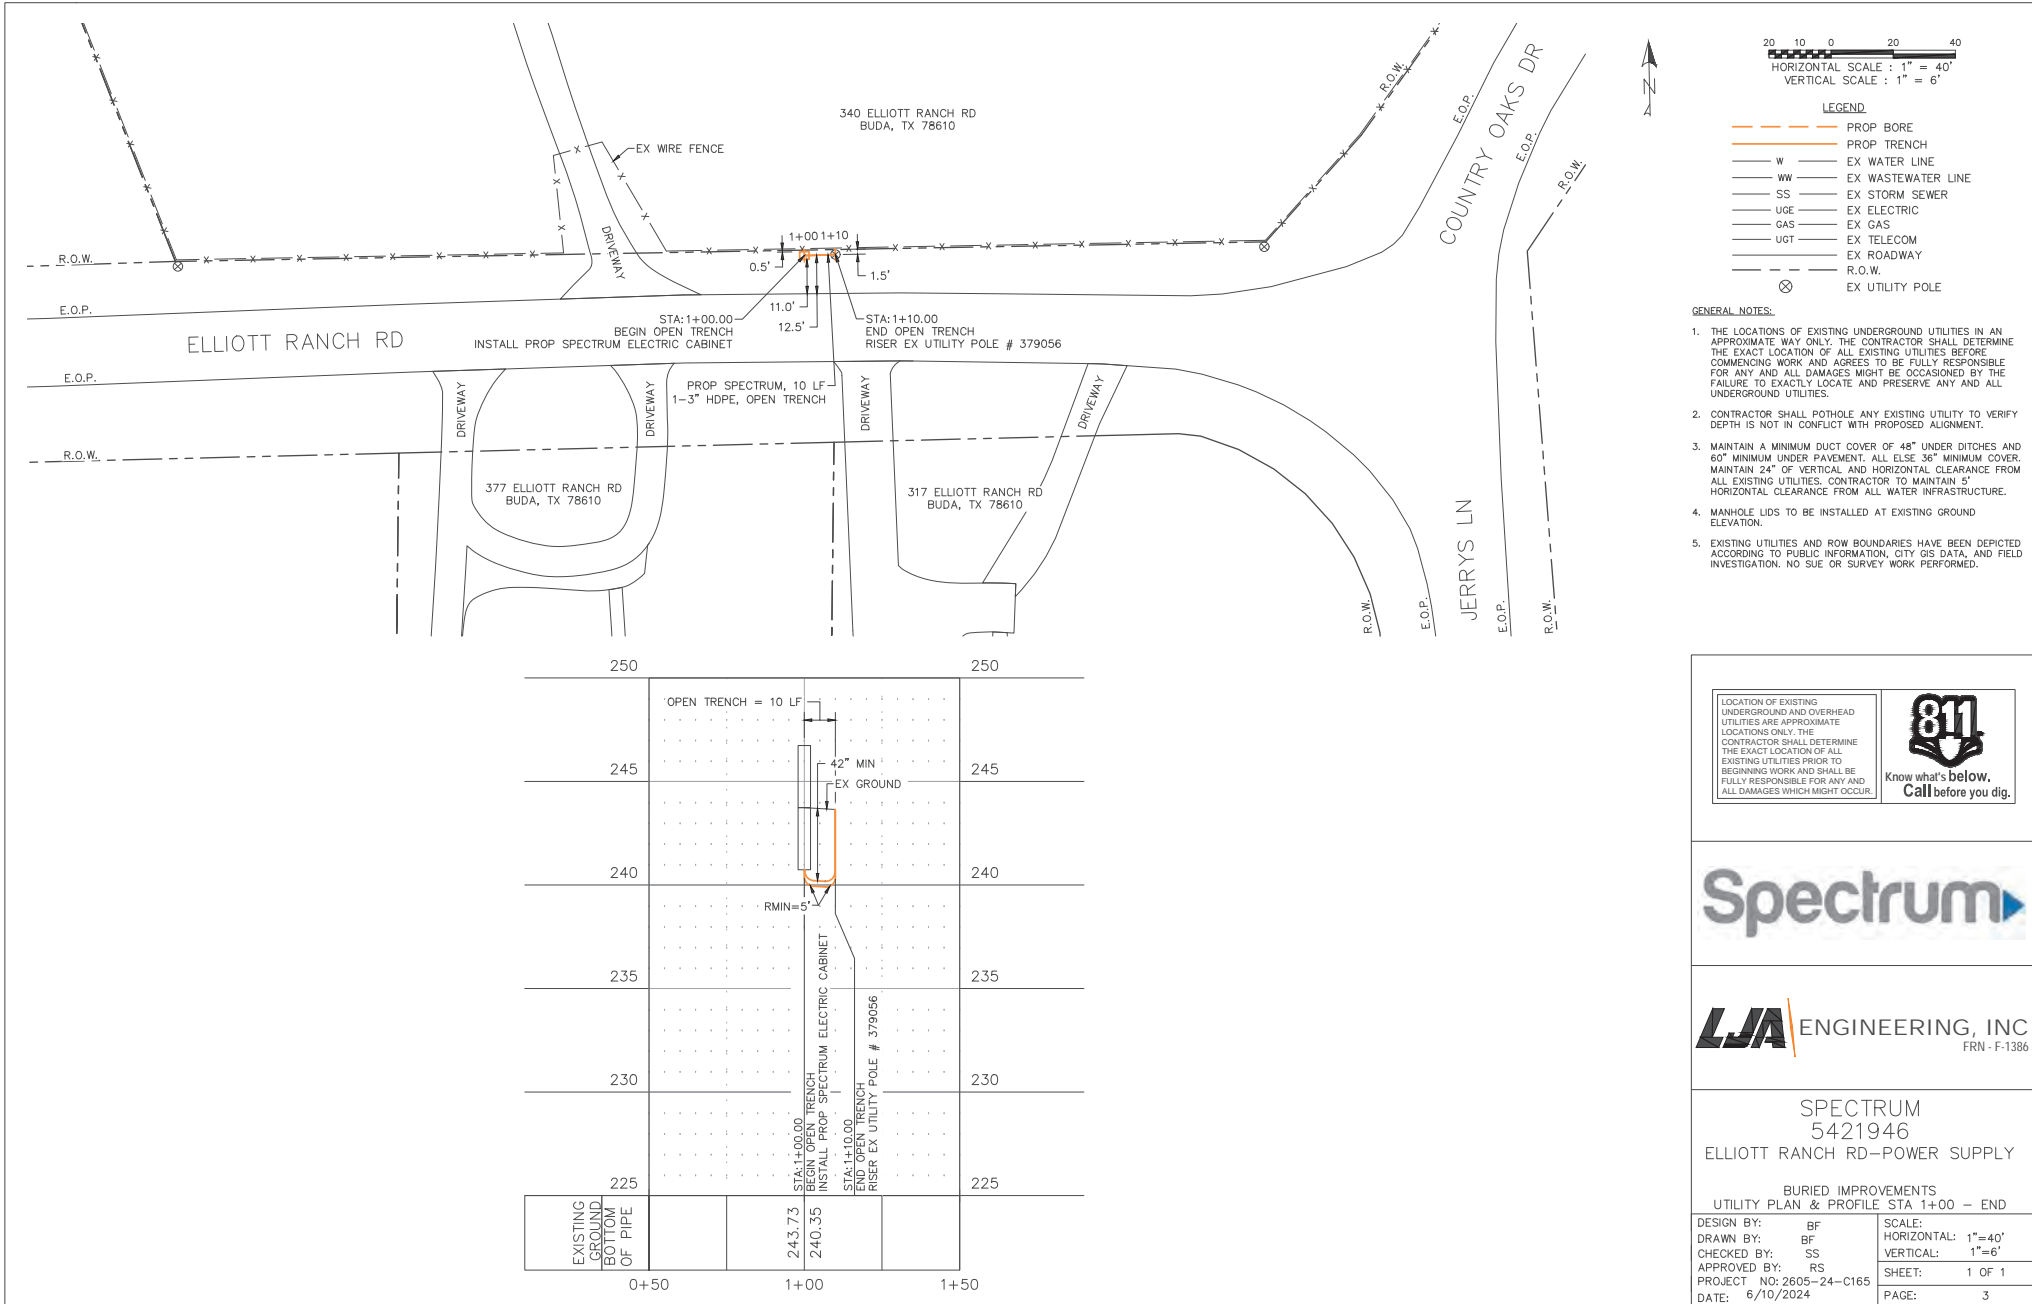 340 ELLIOTT RANCH RD
BUDA, TX 78610
EX WIRE FENCE
DRIVEWAY
R.O.W.
E.O.P.
ELLIOTT RANCH RD
E.O.P.
R.O.W.
1+00 1+10
0.5'
1.5'
11.0'
12.5'
STA:1+00.00
BEGIN OPEN TRENCH
INSTALL PROP SPECTRUM ELECTRIC CABINET
STA:1+10.00
END OPEN TRENCH
RISER EX UTILITY POLE # 379056
PROP SPECTRUM, 10 LF
1-3" HDPE, OPEN TRENCH
DRIVEWAY
DRIVEWAY
DRIVEWAY
DRIVEWAY
377 ELLIOTT RANCH RD
BUDA, TX 78610
317 ELLIOTT RANCH RD
BUDA, TX 78610
R.O.W.
E.O.P.
COUNTRY OAKS DR
E.O.P.
R.O.W.
JERRYS LN
R.O.W.
E.O.P.
E.O.P.
R.O.W.
N
20 10 0 20 40
HORIZONTAL SCALE : 1" = 40'
VERTICAL SCALE : 1" = 6'
LEGEND
PROP BORE
PROP TRENCH
W EX WATER LINE
WW EX WASTEWATER LINE
SS EX STORM SEWER
UGE EX ELECTRIC
GAS EX GAS
UGT EX TELECOM
EX ROADWAY
R.O.W.
EX UTILITY POLE
GENERAL NOTES:
1. THE LOCATIONS OF EXISTING UNDERGROUND UTILITIES IN AN
APPROXIMATE WAY ONLY. THE CONTRACTOR SHALL DETERMINE
THE EXACT LOCATION OF ALL EXISTING UTILITIES BEFORE
COMMENCING WORK AND AGREES TO BE FULLY RESPONSIBLE
FOR ANY AND ALL DAMAGES MIGHT BE OCCASIONED BY THE
FAILURE TO EXACTLY LOCATE AND PRESERVE ANY AND ALL
UNDERGROUND UTILITIES.
2. CONTRACTOR SHALL POTHOLE ANY EXISTING UTILITY TO VERIFY
DEPTH IS NOT IN CONFLICT WITH PROPOSED ALIGNMENT.
3. MAINTAIN A MINIMUM DUCT COVER OF 48" UNDER DITCHES AND
60" MINIMUM UNDER PAVEMENT. ALL ELSE 36" MINIMUM COVER.
MAINTAIN 24" OF VERTICAL AND HORIZONTAL CLEARANCE FROM
ALL EXISTING UTILITIES. CONTRACTOR TO MAINTAIN 5'
HORIZONTAL CLEARANCE FROM ALL WATER INFRASTRUCTURE.
4. MANHOLE LIDS TO BE INSTALLED AT EXISTING GROUND
ELEVATION.
5. EXISTING UTILITIES AND ROW BOUNDARIES HAVE BEEN DEPICTED
ACCORDING TO PUBLIC INFORMATION, CITY GIS DATA, AND FIELD
INVESTIGATION. NO SUE OR SURVEY WORK PERFORMED.
250 250
OPEN TRENCH = 10 LF
245 245
42" MIN
EX GROUND
240 240
RMIN=5'
235 235
230 230
225 225
STA:1+00.00
BEGIN OPEN TRENCH
INSTALL PROP SPECTRUM ELECTRIC CABINET
STA:1+10.00
END OPEN TRENCH
RISER EX UTILITY POLE # 379056
EXISTING
GROUND
BOTTOM
OF PIPE
243.73
240.35
0+50 1+00 1+50
LOCATION OF EXISTING
UNDERGROUND AND OVERHEAD
UTILITIES ARE APPROXIMATE
LOCATIONS ONLY. THE
CONTRACTOR SHALL DETERMINE
THE EXACT LOCATION OF ALL
EXISTING UTILITIES PRIOR TO
BEGINNING WORK AND SHALL BE
FULLY RESPONSIBLE FOR ANY AND
ALL DAMAGES WHICH MIGHT OCCUR.
811
Know what's below.
Call before you dig.
Spectrum
LJA ENGINEERING, INC
FRN - F-1386
SPECTRUM
5421946
ELLIOTT RANCH RD-POWER SUPPLY
BURIED IMPROVEMENTS
UTILITY PLAN & PROFILE STA 1+00 - END
DESIGN BY: BF
DRAWN BY: BF
CHECKED BY: SS
APPROVED BY: RS
PROJECT NO: 2605-24-C165
DATE: 6/10/2024
SCALE:
HORIZONTAL: 1"=40'
VERTICAL: 1"=6'
SHEET: 1 OF 1
PAGE: 3